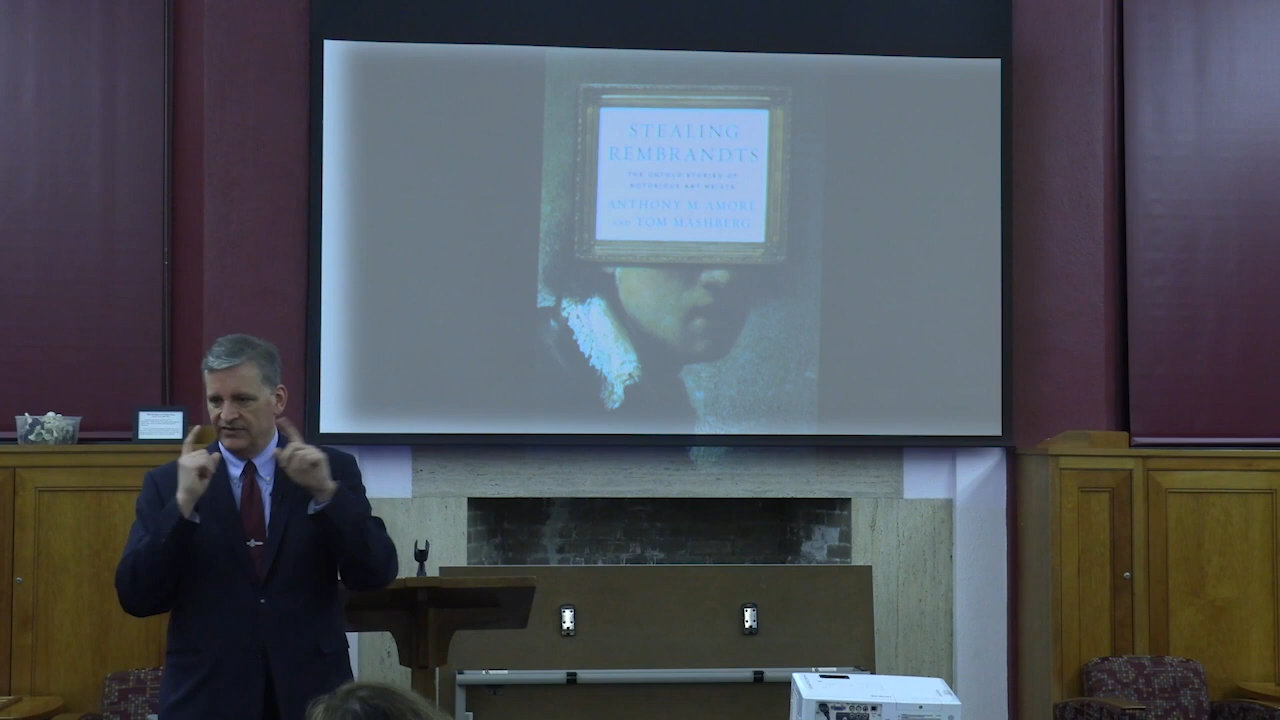 STEALING
REMBRANDTS
THE UNTOLD STORIES OF
NOTORIOUS ART HEISTS
ANTHONY M. AMORE
AND TOM MASHBERG